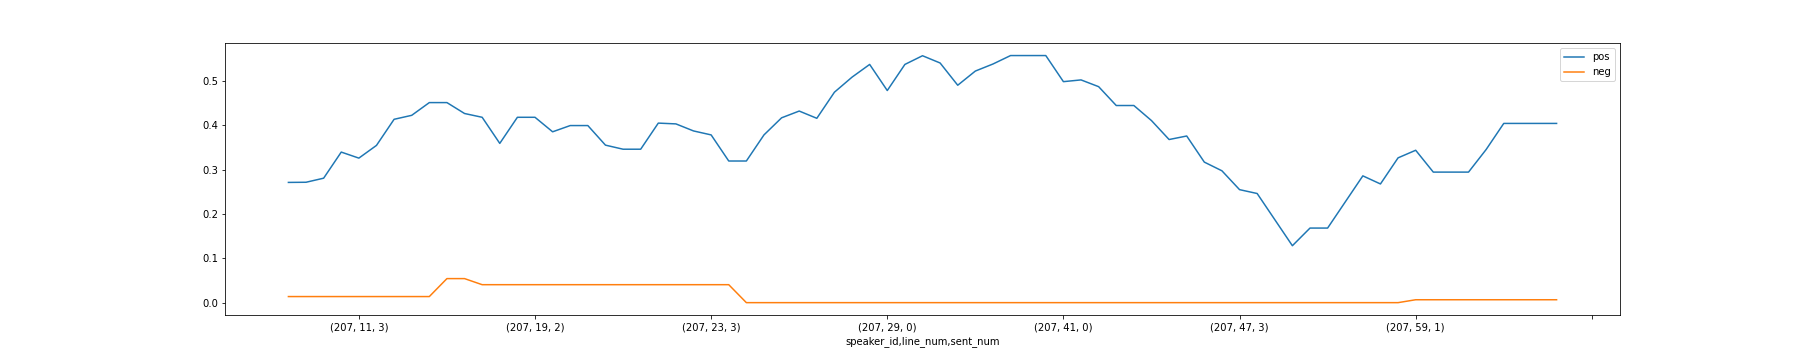 pos
neg
0.5
0.4
0.3
0.2
0.1
0.0
(207, 11, 3) (207, 19, 2) (207, 23, 3) (207, 29, 0) (207, 41, 0) (207, 47, 3) (207, 59, 1)
speaker_id,line_num,sent_num